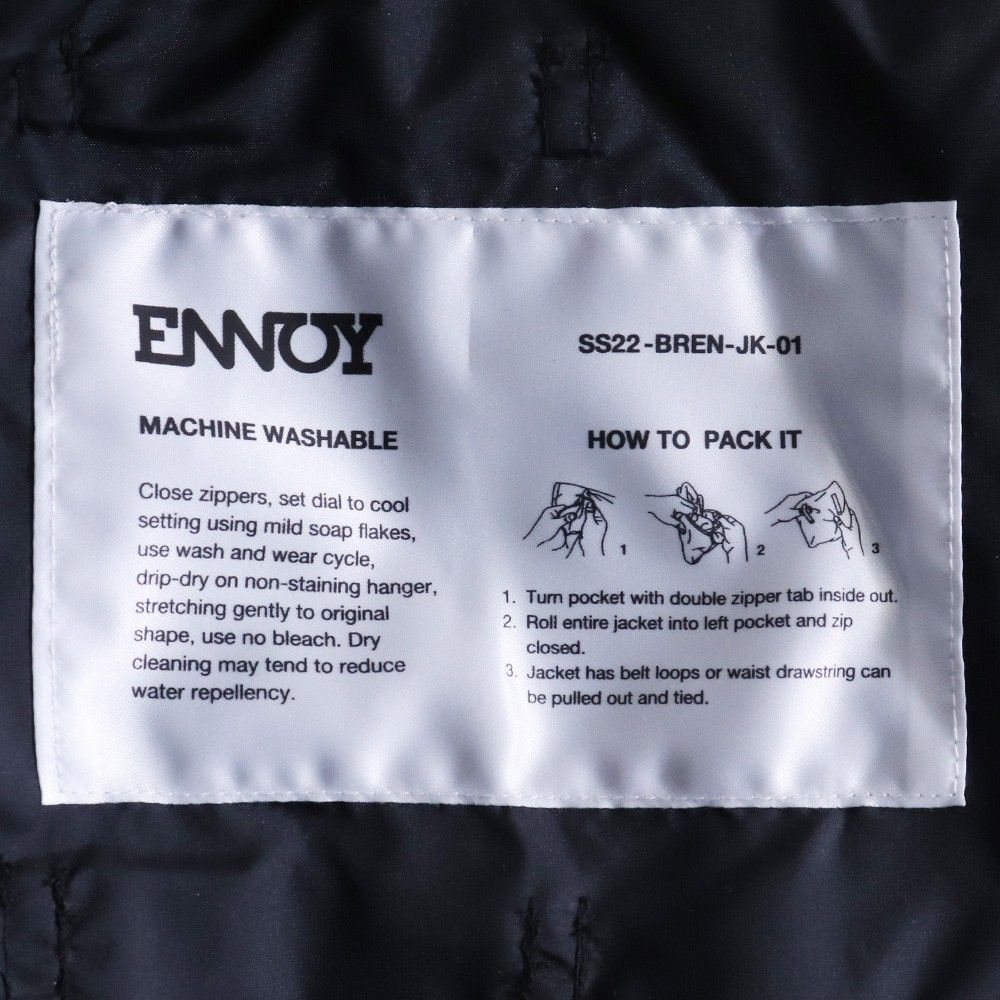 ENNOY
MACHINE WASHABLE
Close zippers, set dial to cool
setting using mild soap flakes,
use wash and wear cycle,
drip-dry on non-staining hanger,
stretching gently to original
shape, use no bleach. Dry
cleaning may tend to reduce
water repellency.
SS22-BREN-JK-01
HOW TO PACK IT
1 2 3
1. Turn pocket with double zipper tab inside out.
2. Roll entire jacket into left pocket and zip
closed.
3. Jacket has belt loops or waist drawstring can
be pulled out and tied.